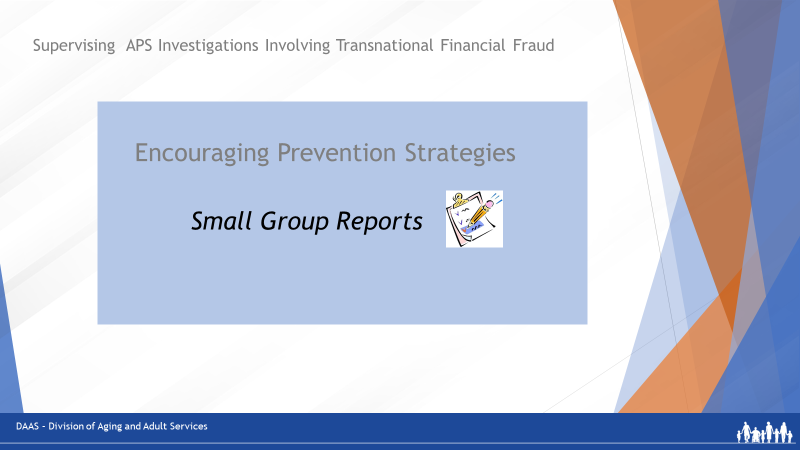 Supervising  APS Investigations Involving Transnational Financial Fraud
Encouraging Prevention Strategies
Small Group Reports
DAAS – Division of Aging and Adult Services